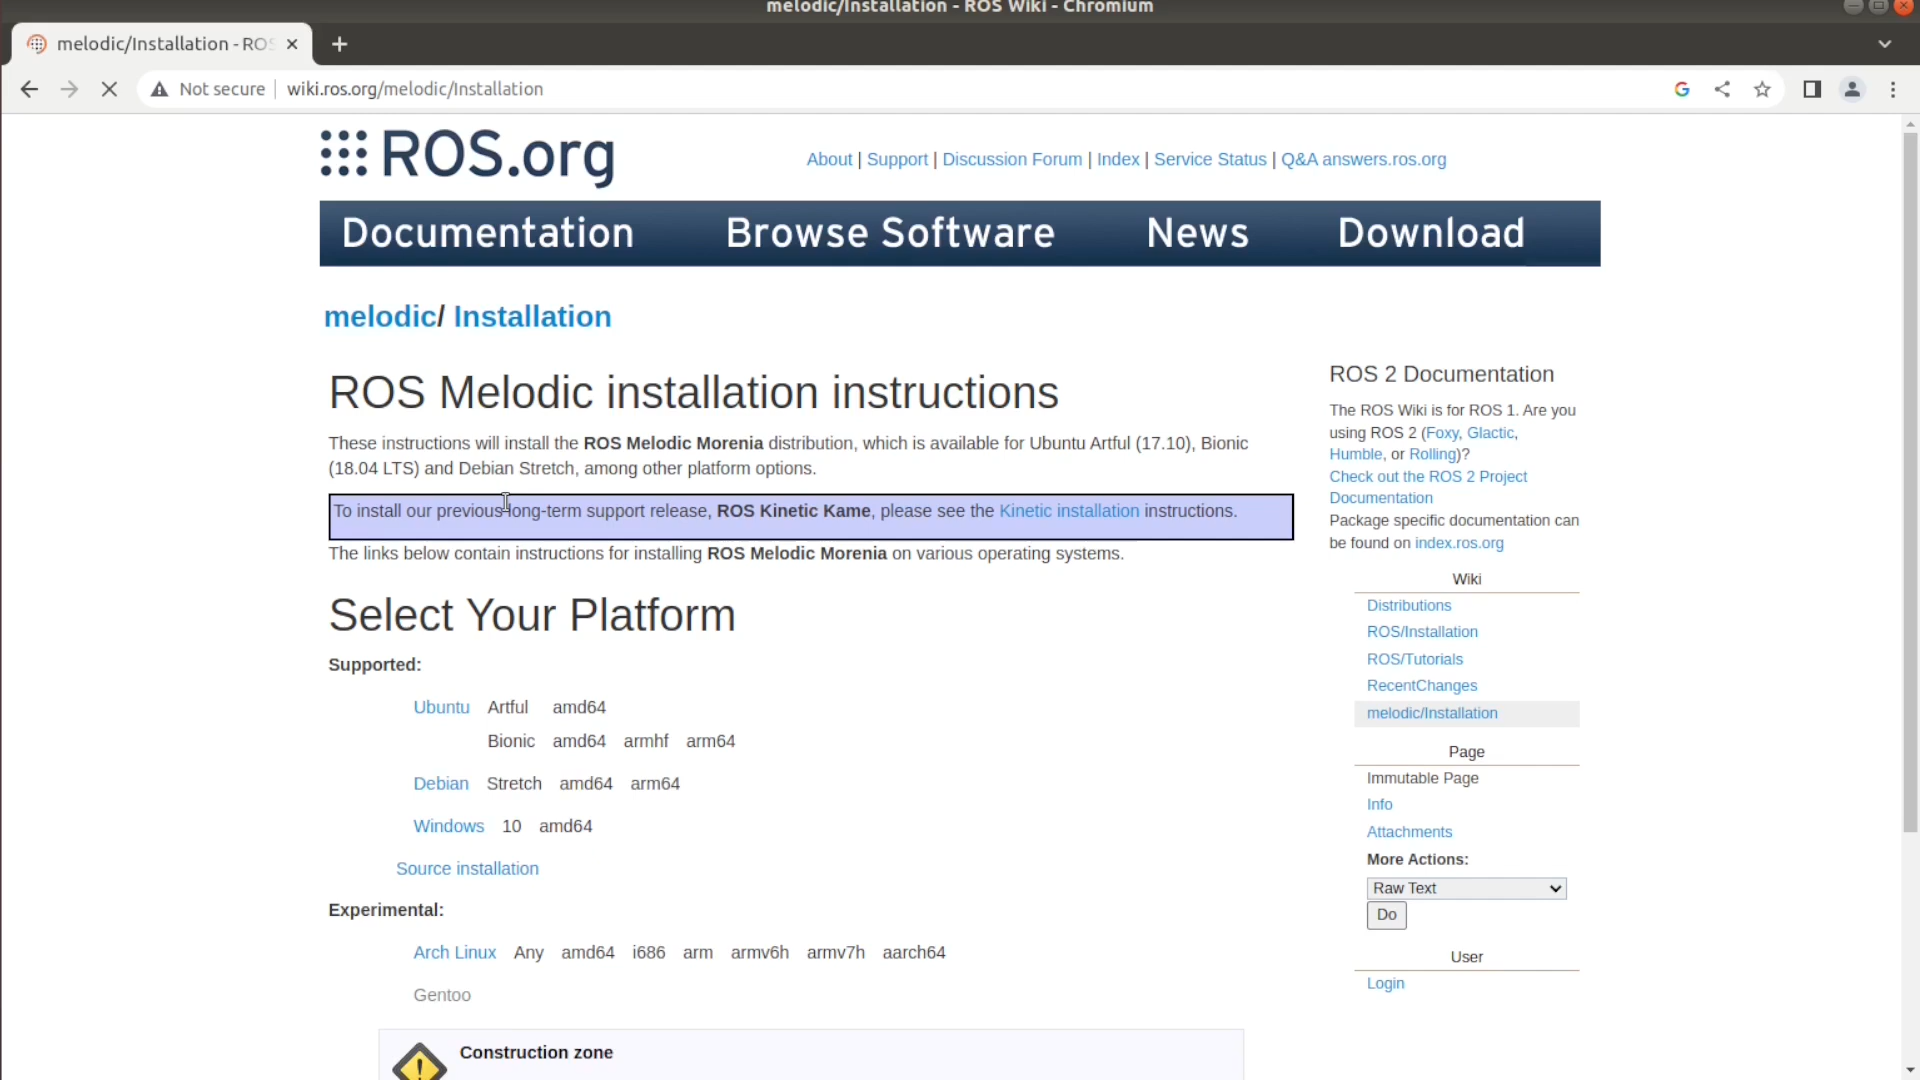 melodic/Installation - ROS Wiki - Chromium
melodic/Installation - ROS
Not secure wiki.ros.org/melodic/Installation
ROS.org
About | Support | Discussion Forum | Index | Service Status | Q&A answers.ros.org
Documentation Browse Software News Download
melodic/ Installation
ROS Melodic installation instructions
These instructions will install the ROS Melodic Morenia distribution, which is available for Ubuntu Artful (17.10), Bionic
(18.04 LTS) and Debian Stretch, among other platform options.
To install our previous long-term support release, ROS Kinetic Kame, please see the Kinetic installation instructions.
The links below contain instructions for installing ROS Melodic Morenia on various operating systems.
Select Your Platform
Supported:
Ubuntu Artful amd64
Bionic amd64 armhf arm64
Debian Stretch amd64 arm64
Windows 10 amd64
Source installation
Experimental:
Arch Linux Any amd64 i686 arm armv6h armv7h aarch64
Gentoo
Construction zone
ROS 2 Documentation
The ROS Wiki is for ROS 1. Are you
using ROS 2 (Foxy, Glactic,
Humble, or Rolling)?
Check out the ROS 2 Project
Documentation
Package specific documentation can
be found on index.ros.org
Wiki
Distributions
ROS/Installation
ROS/Tutorials
RecentChanges
melodic/Installation
Page
Immutable Page
Info
Attachments
More Actions:
Raw Text
Do
User
Login